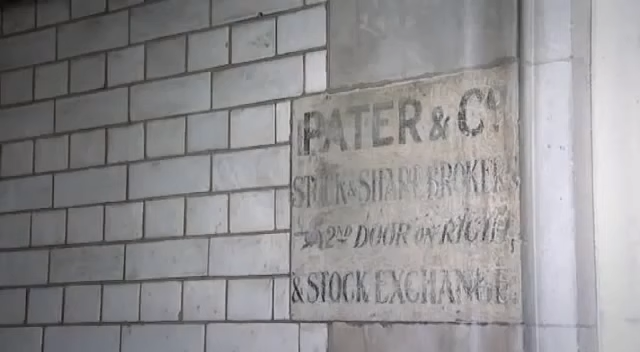 PATER & Co
STOCK & SHARE BROKERS
2ND DOOR ON RIGHT,
& STOCK EXCHANGE.